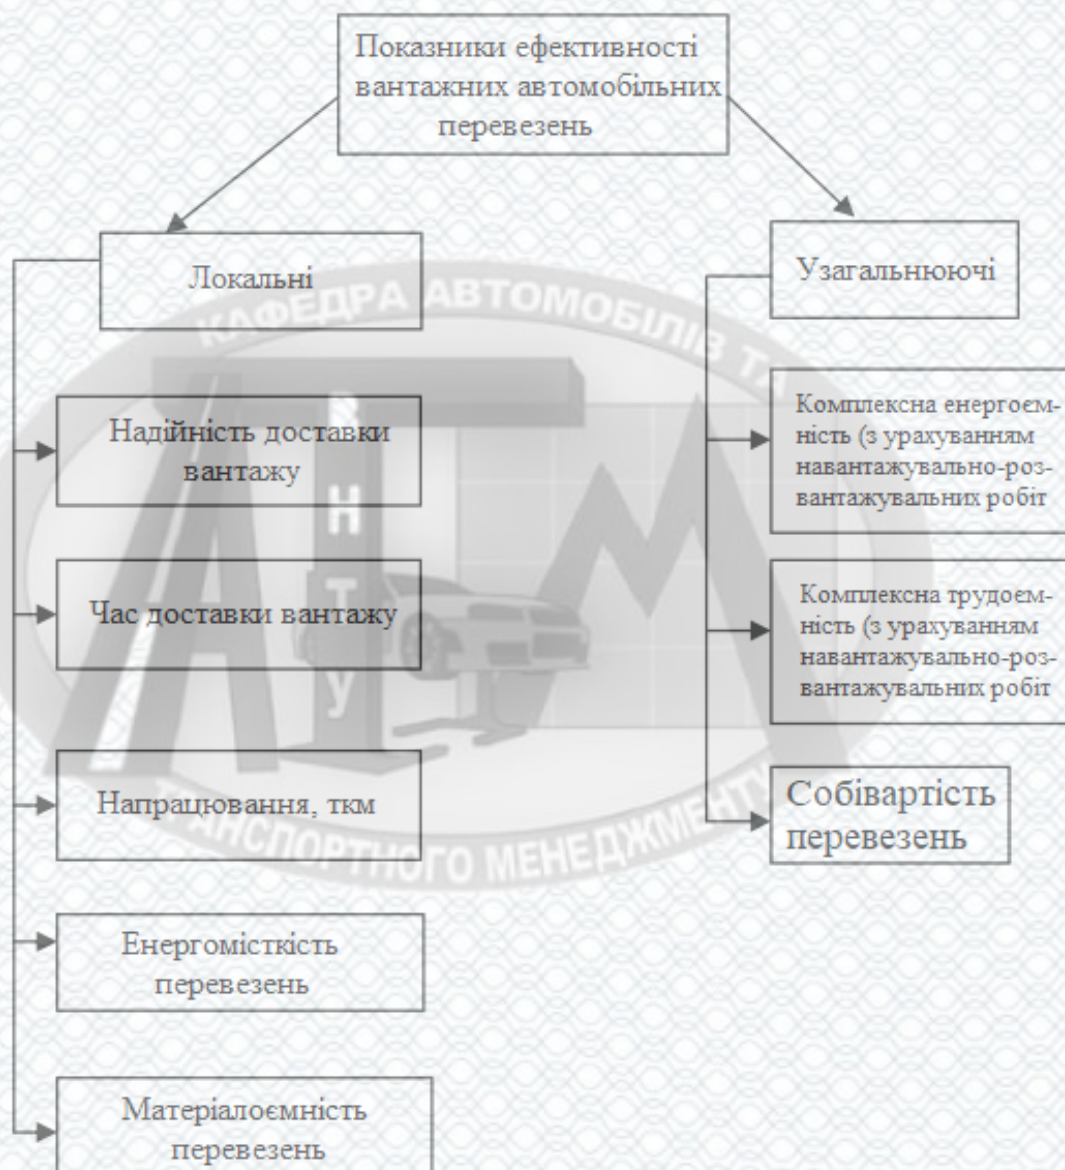 Показники ефективності
вантажних автомобільних
перевезень
Локальні
Узагальнюючі
Надійність доставки
вантажу
Час доставки вантажу
Напрацювання, ткм
Енергомісткість
перевезень
Матеріалоємність
перевезень
Комплексна енергоєм-
ність (з урахуванням
навантажувально-роз-
вантажувальних робіт
Комплексна трудоєм-
ність (з урахуванням
навантажувально-роз-
вантажувальних робіт
Собівартість
перевезень
КАФЕДРА АВТОМОБІЛІВ ТА
ТРАНСПОРТНОГО МЕНЕДЖМЕНТУ
ВНТУ
АТМ